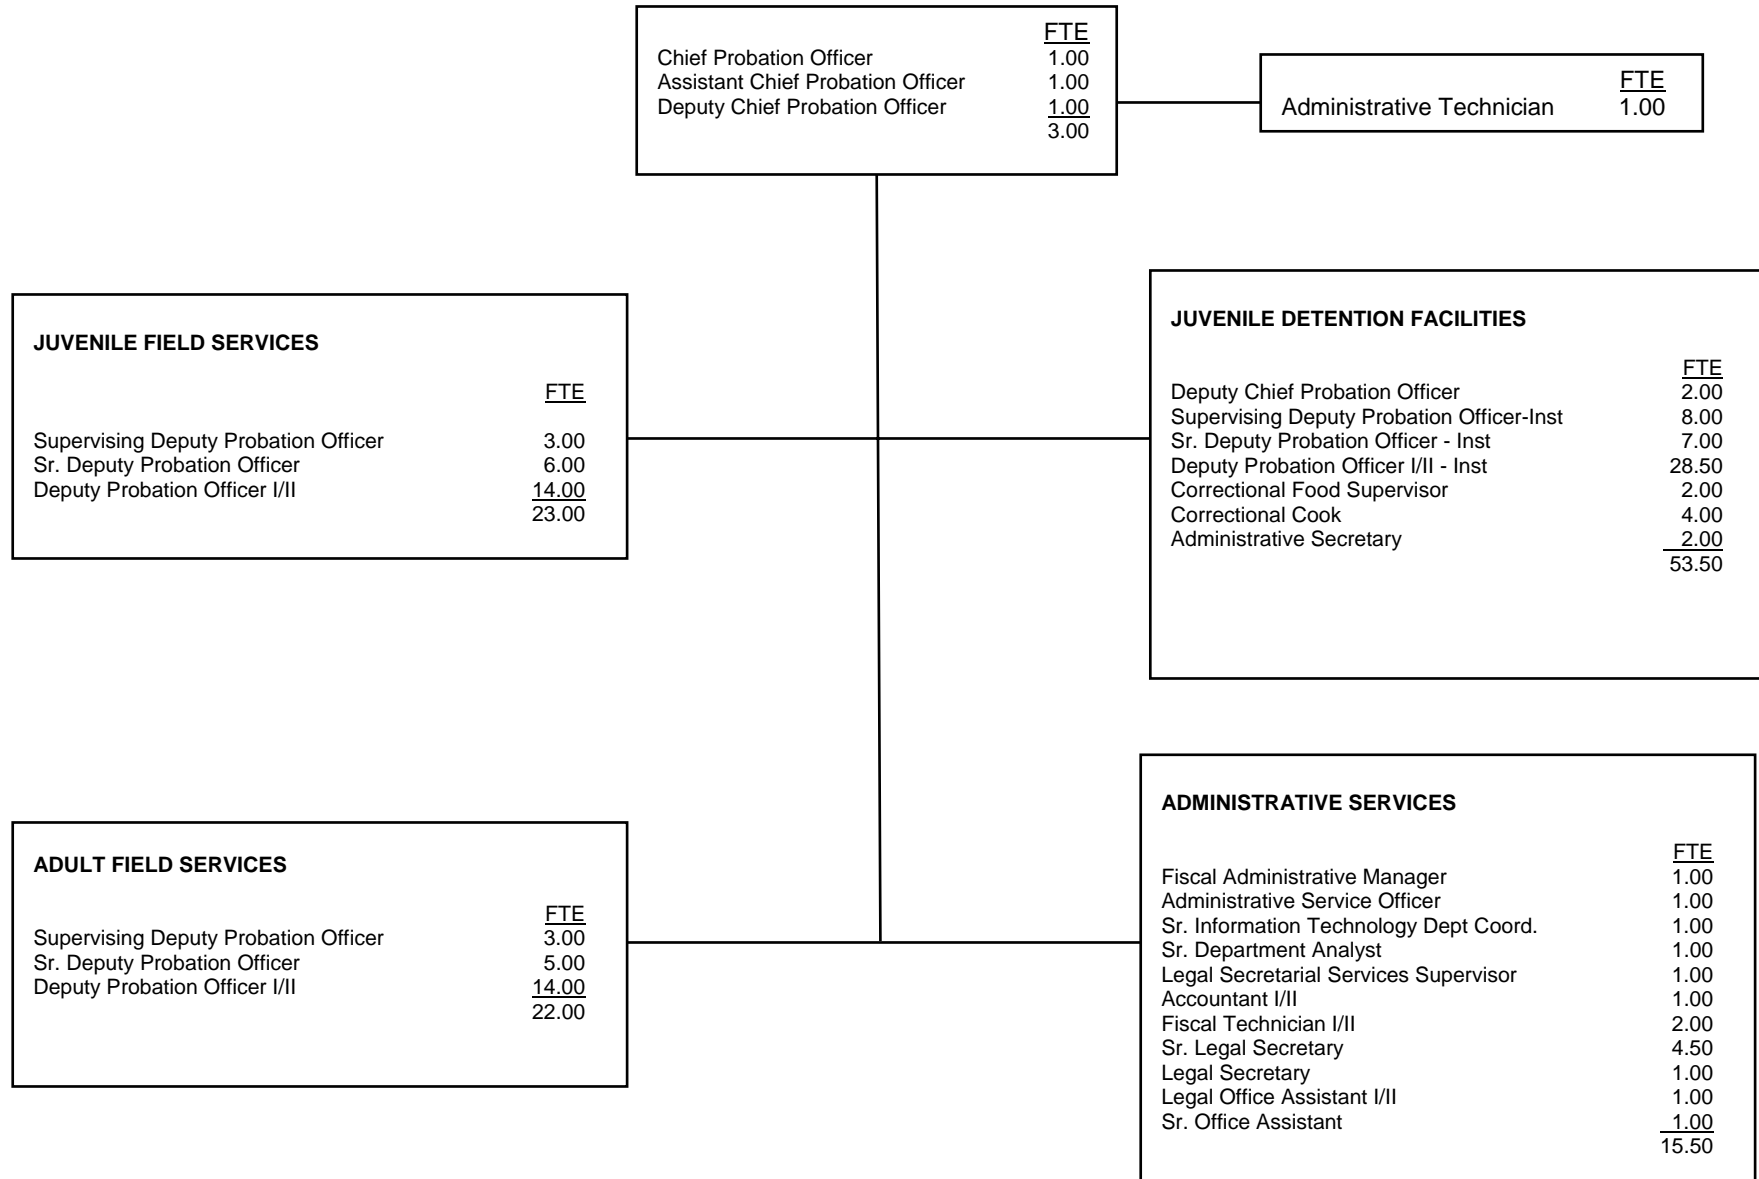 FTE
Chief Probation Officer 1.00
Assistant Chief Probation Officer 1.00
Deputy Chief Probation Officer 1.00
3.00
FTE
Administrative Technician 1.00
JUVENILE FIELD SERVICES
FTE
Supervising Deputy Probation Officer 3.00
Sr. Deputy Probation Officer 6.00
Deputy Probation Officer I/II 14.00
23.00
JUVENILE DETENTION FACILITIES
FTE
Deputy Chief Probation Officer 2.00
Supervising Deputy Probation Officer-Inst 8.00
Sr. Deputy Probation Officer - Inst 7.00
Deputy Probation Officer I/II - Inst 28.50
Correctional Food Supervisor 2.00
Correctional Cook 4.00
Administrative Secretary 2.00
53.50
ADULT FIELD SERVICES
FTE
Supervising Deputy Probation Officer 3.00
Sr. Deputy Probation Officer 5.00
Deputy Probation Officer I/II 14.00
22.00
ADMINISTRATIVE SERVICES
FTE
Fiscal Administrative Manager 1.00
Administrative Service Officer 1.00
Sr. Information Technology Dept Coord. 1.00
Sr. Department Analyst 1.00
Legal Secretarial Services Supervisor 1.00
Accountant I/II 1.00
Fiscal Technician I/II 2.00
Sr. Legal Secretary 4.50
Legal Secretary 1.00
Legal Office Assistant I/II 1.00
Sr. Office Assistant 1.00
15.50